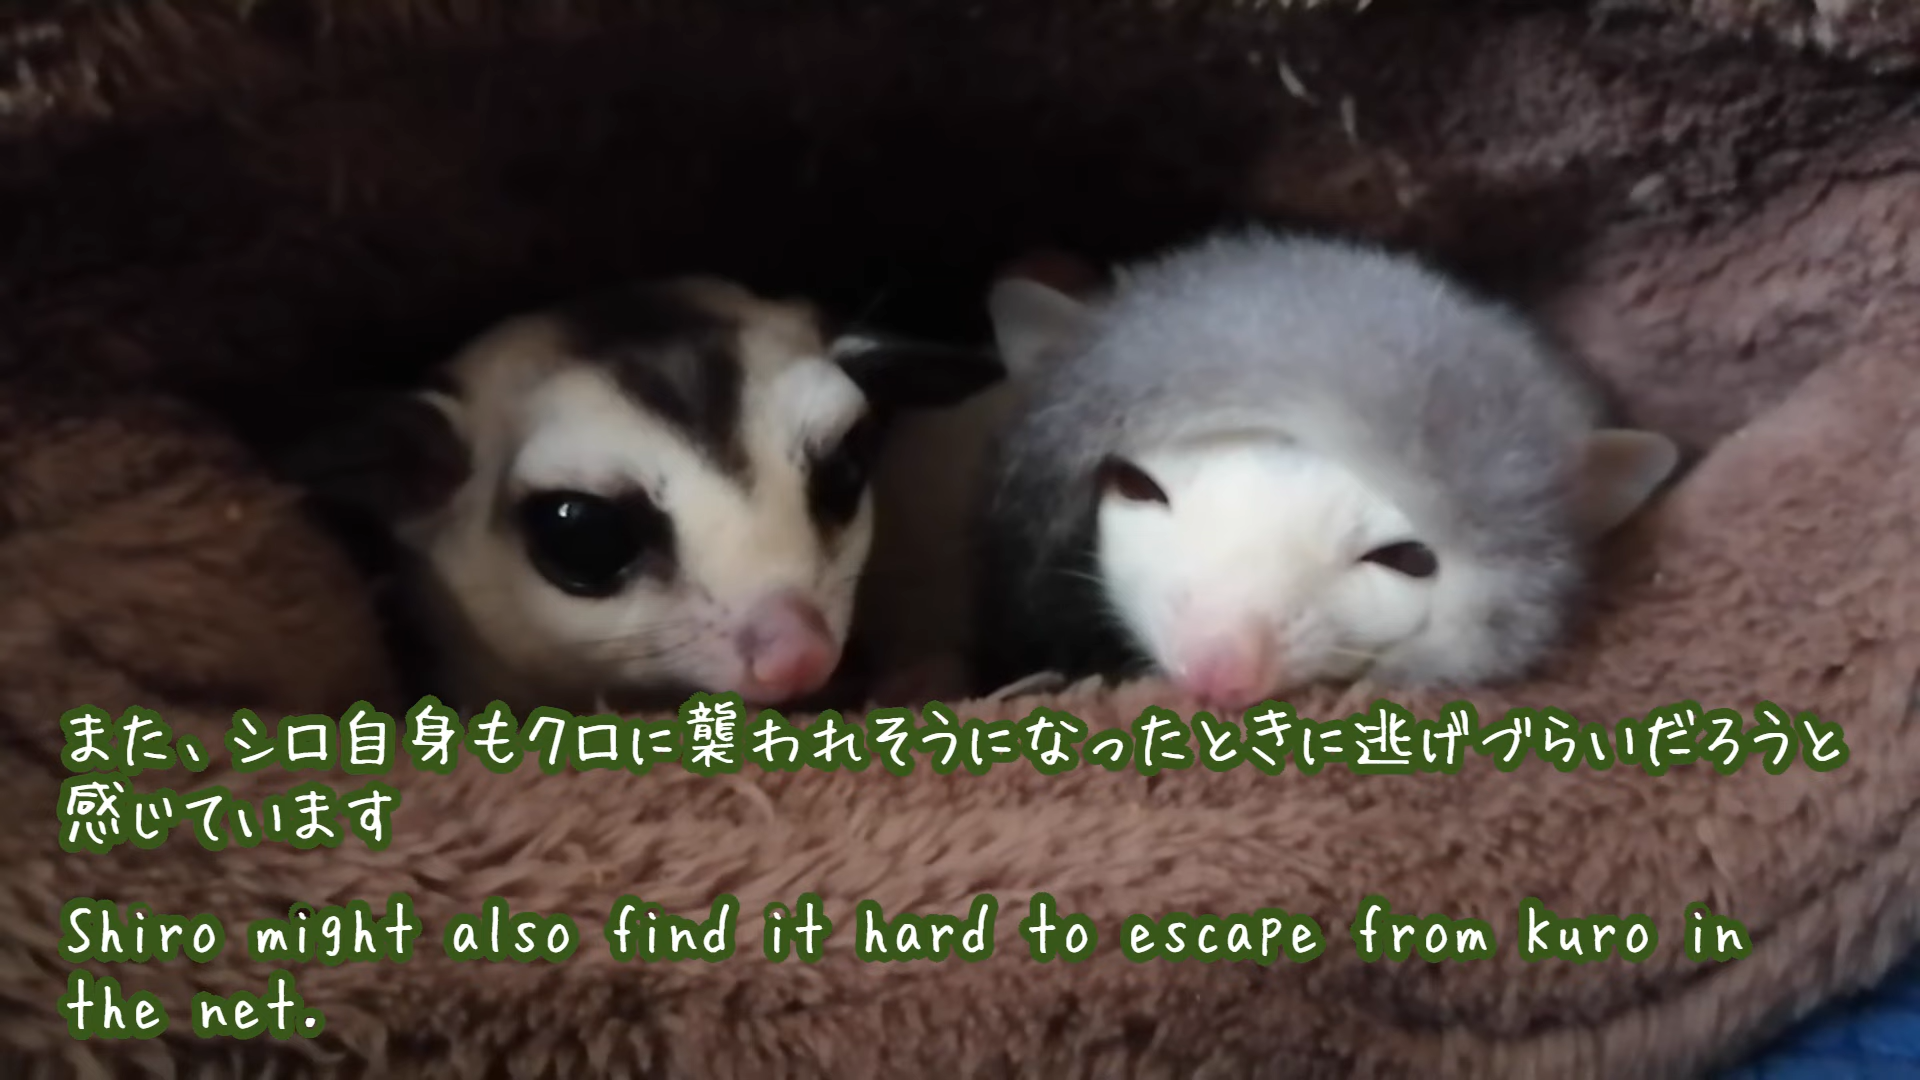 また、シロ自身もクロに襲われそうになったときに逃げづらいだろうと
感じています
Shiro might also find it hard to escape from kuro in
the net.